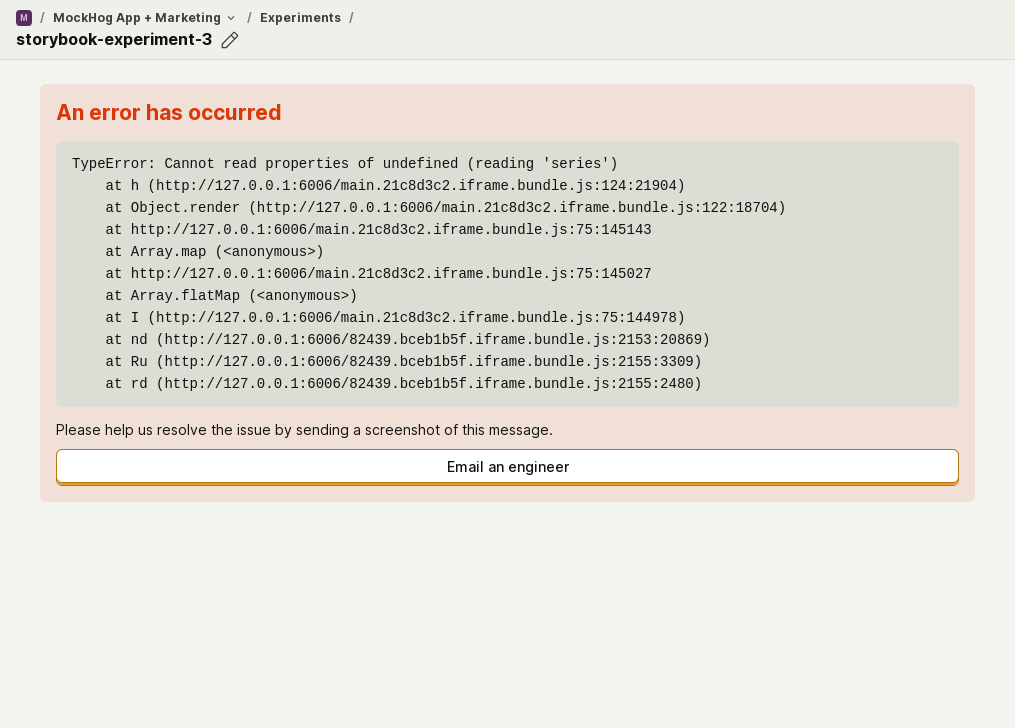 M / MockHog App + Marketing / Experiments /
storybook-experiment-3
An error has occurred
TypeError: Cannot read properties of undefined (reading 'series')
    at h (http://127.0.0.1:6006/main.21c8d3c2.iframe.bundle.js:124:21904)
    at Object.render (http://127.0.0.1:6006/main.21c8d3c2.iframe.bundle.js:122:18704)
    at http://127.0.0.1:6006/main.21c8d3c2.iframe.bundle.js:75:145143
    at Array.map (<anonymous>)
    at http://127.0.0.1:6006/main.21c8d3c2.iframe.bundle.js:75:145027
    at Array.flatMap (<anonymous>)
    at I (http://127.0.0.1:6006/main.21c8d3c2.iframe.bundle.js:75:144978)
    at nd (http://127.0.0.1:6006/82439.bceb1b5f.iframe.bundle.js:2153:20869)
    at Ru (http://127.0.0.1:6006/82439.bceb1b5f.iframe.bundle.js:2155:3309)
    at rd (http://127.0.0.1:6006/82439.bceb1b5f.iframe.bundle.js:2155:2480)
Please help us resolve the issue by sending a screenshot of this message.
Email an engineer